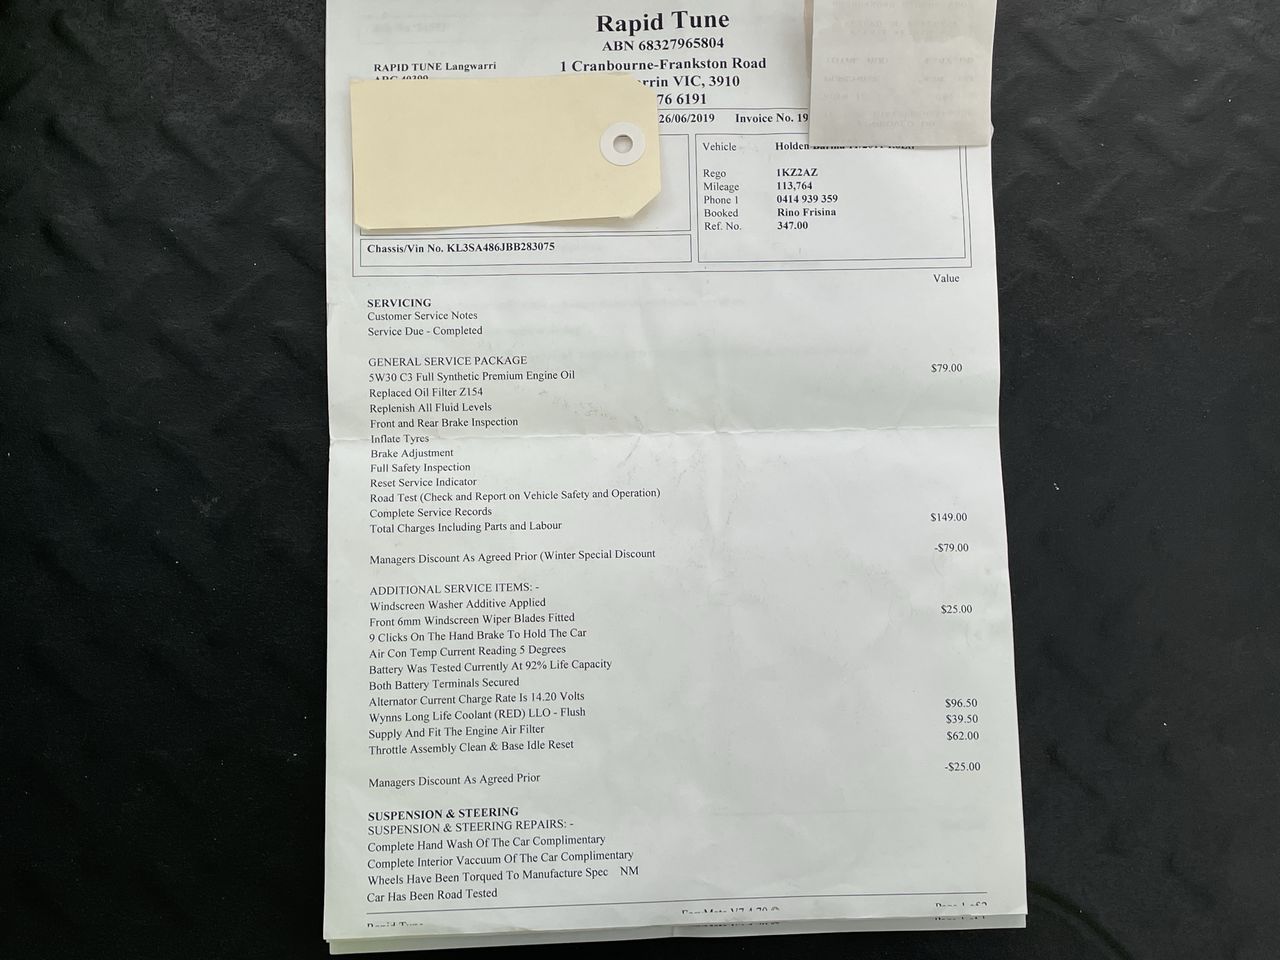 Rapid Tune
ABN 68327965804
RAPID TUNE Langwarri
1 Cranbourne-Frankston Road
rrin VIC, 3910
76 6191
26/06/2019 Invoice No. 19
Vehicle Holden
Rego 1KZ2AZ
Mileage 113,764
Phone 1 0414 939 359
Booked Rino Frisina
Ref. No. 347.00
Chassis/Vin No. KL3SA486JBB283075
Value
SERVICING
Customer Service Notes
Service Due - Completed
GENERAL SERVICE PACKAGE
5W30 C3 Full Synthetic Premium Engine Oil $79.00
Replaced Oil Filter Z154
Replenish All Fluid Levels
Front and Rear Brake Inspection
Inflate Tyres
Brake Adjustment
Full Safety Inspection
Reset Service Indicator
Road Test (Check and Report on Vehicle Safety and Operation)
Complete Service Records
Total Charges Including Parts and Labour $149.00
Managers Discount As Agreed Prior (Winter Special Discount -$79.00
ADDITIONAL SERVICE ITEMS: -
Windscreen Washer Additive Applied
Front 6mm Windscreen Wiper Blades Fitted $25.00
9 Clicks On The Hand Brake To Hold The Car
Air Con Temp Current Reading 5 Degrees
Battery Was Tested Currently At 92% Life Capacity
Both Battery Terminals Secured
Alternator Current Charge Rate Is 14.20 Volts
Wynns Long Life Coolant (RED) LLO - Flush $96.50
Supply And Fit The Engine Air Filter $39.50
Throttle Assembly Clean & Base Idle Reset $62.00
Managers Discount As Agreed Prior -$25.00
SUSPENSION & STEERING
SUSPENSION & STEERING REPAIRS: -
Complete Hand Wash Of The Car Complimentary
Complete Interior Vaccuum Of The Car Complimentary
Wheels Have Been Torqued To Manufacture Spec NM
Car Has Been Road Tested